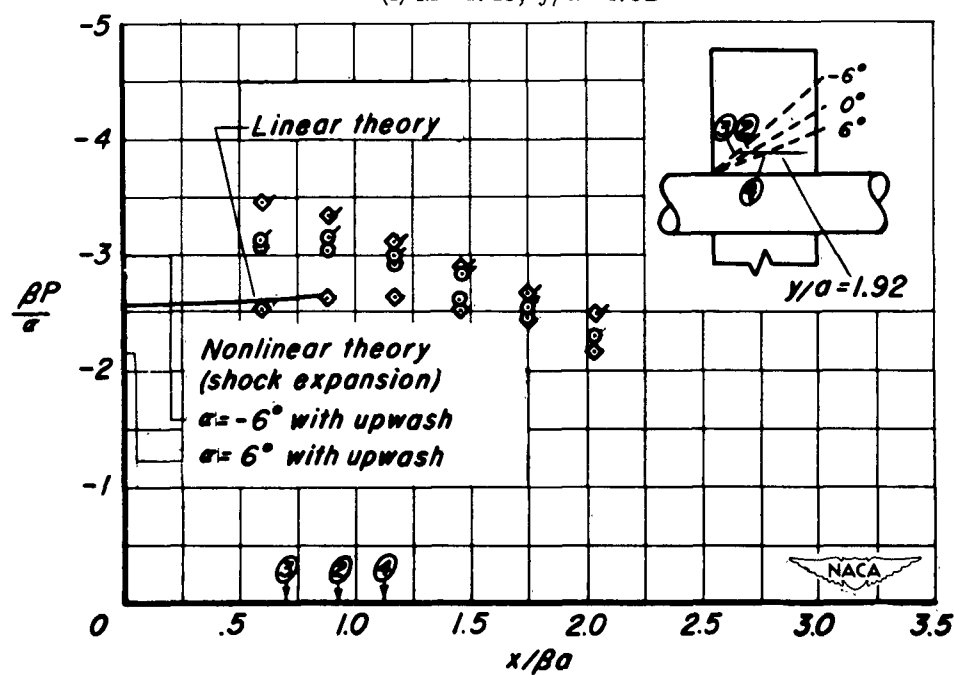 -5
-4
-3
-2
-1
0
βP
α
Linear theory
Nonlinear theory
(shock expansion)
α=-6° with upwash
α=6° with upwash
-6°
0°
6°
3 2
4
y/a=1.92
3 2 4
NACA
.5 1.0 1.5 2.0 2.5 3.0 3.5
x/βa